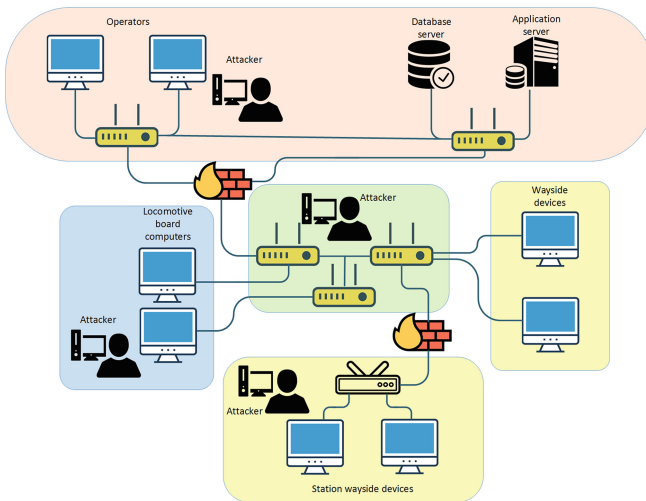 Operators
Attacker
Database
server
Application
server
Attacker
Wayside
devices
Locomotive
board
computers
Attacker
Attacker
Station wayside devices